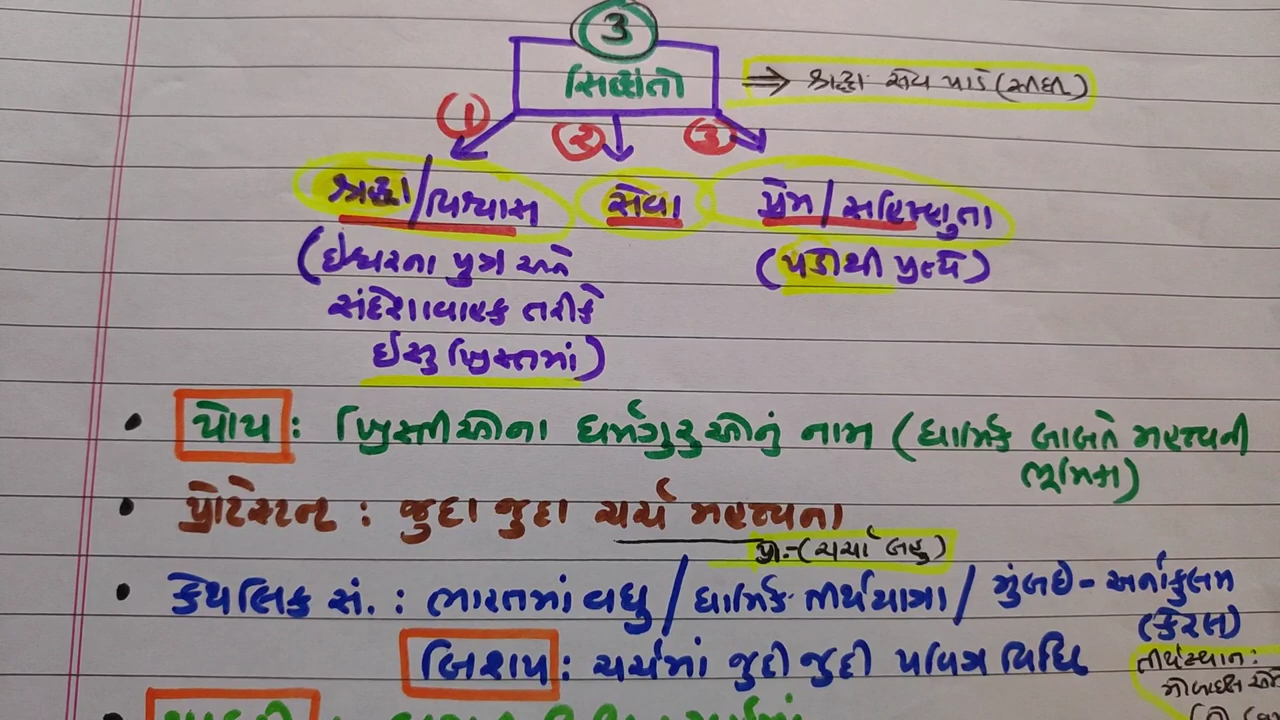 3
સિદ્ધાંતો
⇒ શ્રદ્ધા સેવ પાડે (સાદા)
① ② ③
શ્રદ્ધા/વિશ્વાસ સેવા પ્રેમ/સહિષ્ણુતા
(ઈશ્વરના પુત્ર અને (પડોશી પ્રત્યે)
સંદેશાવાહક તરીકે
ઈસુ ખ્રિસ્તમાં)
• પોપ : ખ્રિસ્તીઓના ધર્મગુરુઓનું નામ (ધાર્મિક બાબતે મહત્વની
ભૂમિકા)
• પ્રોટેસ્ટન્ટ : જુદા જુદા ચર્ચ મહત્વના
પ્રો.-(ચર્ચા બહુ)
• કેથલિક સં. : ભારતમાં વધુ / ધાર્મિક તીર્થયાત્રા / મુંબઈ - અર્નાકુલમ
(કેરલ)
બિશપ : ચર્ચમાં જુદી જુદી પવિત્ર વિધિ
તીર્થસ્થાન :